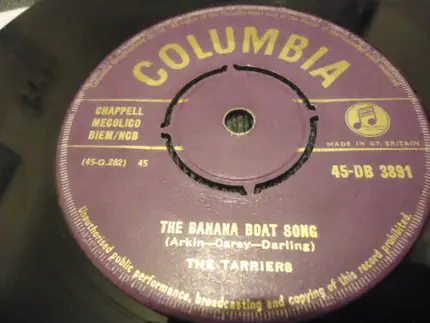 COLUMBIA
CHAPPELL
MEGOLICO
BIEM/NCB
MADE IN GT. BRITAIN
(45-G.282) 45
45-DB 3891
THE BANANA BOAT SONG
(Arkin—Carey—Darling)
THE TARRIERS
Unauthorised public performance, broadcasting and copying of this record prohibited